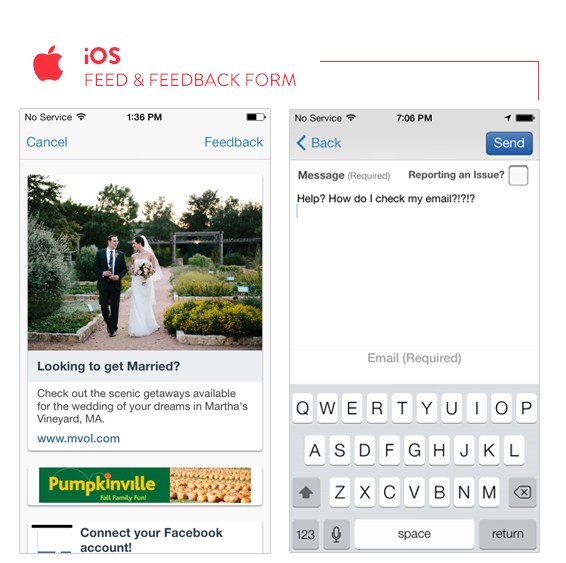 iOS
FEED & FEEDBACK FORM
No Service 1:36 PM
Cancel Feedback
Looking to get Married?
Check out the scenic getaways available
for the wedding of your dreams in Martha's
Vineyard, MA.
www.mvol.com
Pumpkinville
Fall Family Fun!
Connect your Facebook
account!
No Service 7:06 PM
Back Send
Message (Required) Reporting an Issue?
Help? How do I check my email?!?!?
Email (Required)
Q W E R T Y U I O P
A S D F G H J K L
Z X C V B N M
123 space return